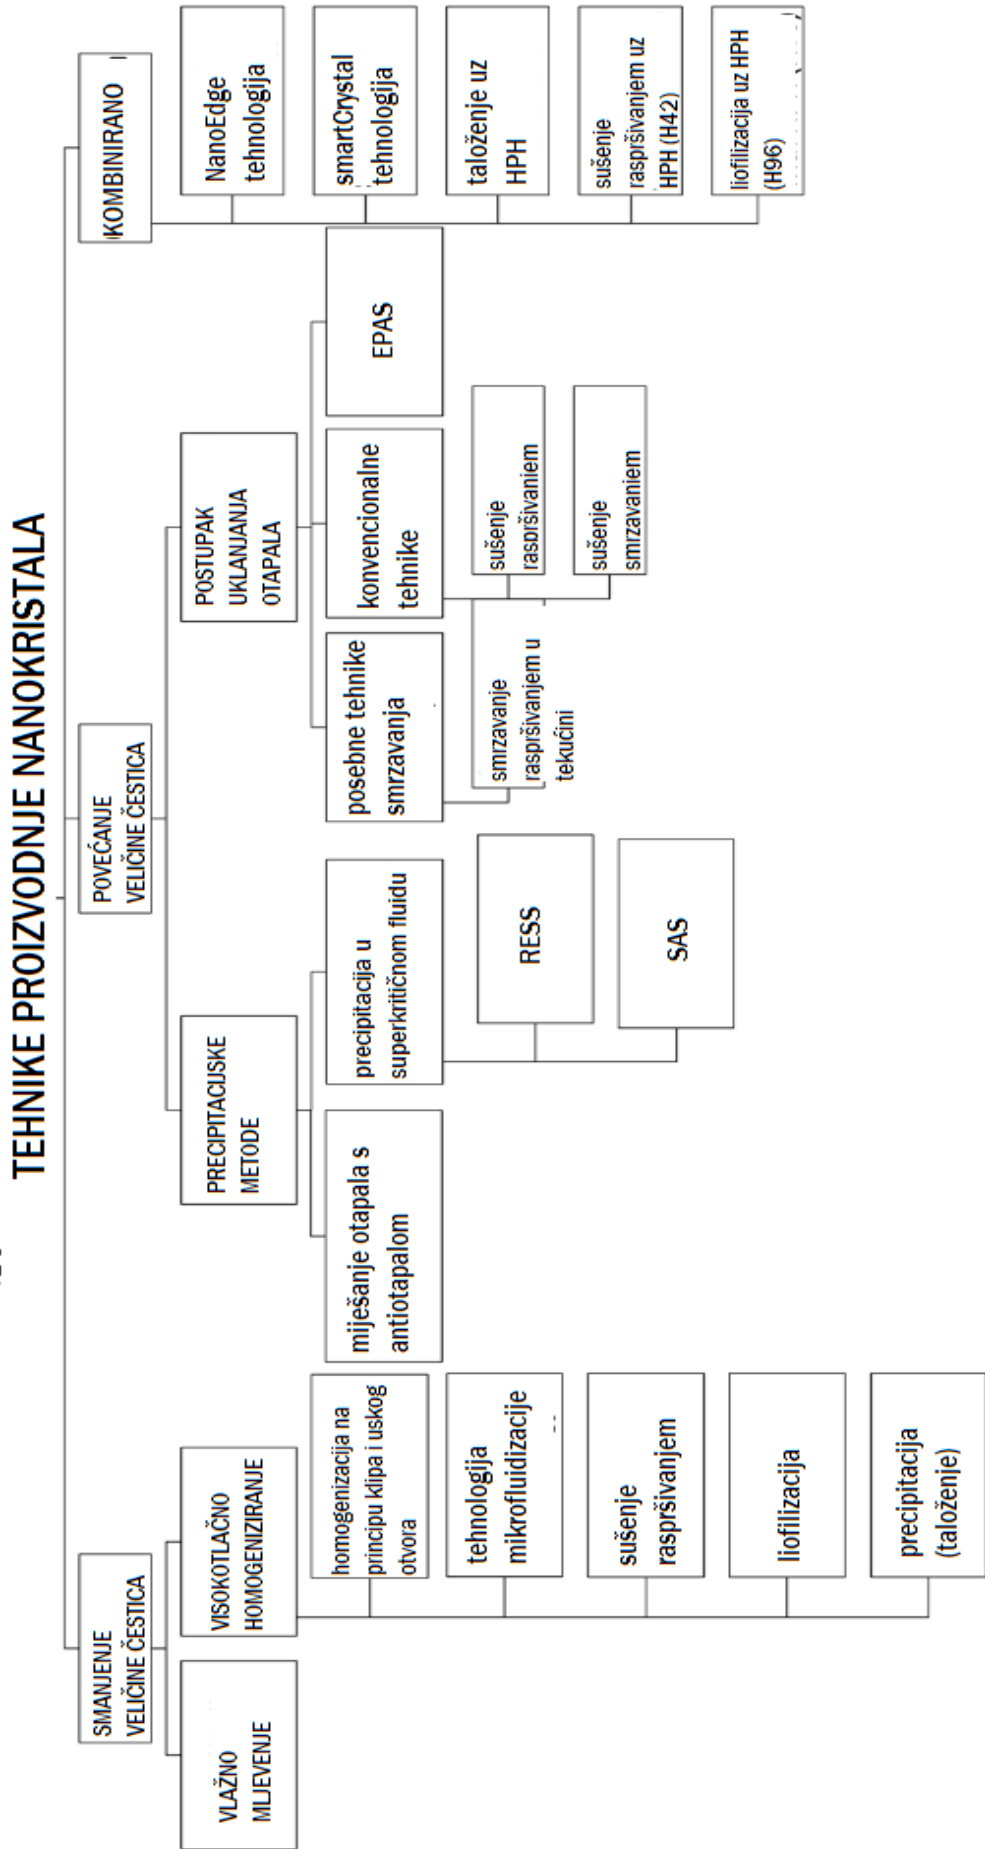 TEHNIKE PROIZVODNJE NANOKRISTALA
SMANJENJE
VELIČINE ČESTICA
VLAŽNO
MLJEVENJE
VISOKOTLAČNO
HOMOGENIZIRANJE
homogenizacija na
principu klipa i uskog
otvora
tehnologija
mikrofluidizacije
sušenje
raspršivanjem
liofilizacija
precipitacija
(taloženje)
POVEĆANJE
VELIČINE ČESTICA
PRECIPITACIJSKE
METODE
miješanje otapala s
antiotapalom
precipitacija u
superkritičnom fluidu
RESS
SAS
POSTUPAK
UKLANJANJA
OTAPALA
posebne tehnike
smrzavanja
smrzavanje
raspršivanjem u
tekućini
konvencionalne
tehnike
sušenje
raspršivaniem
sušenje
smrzavaniem
EPAS
KOMBINIRANO
NanoEdge
tehnologija
smartCrystal
tehnologija
taloženje uz
HPH
sušenje
raspršivanjem uz
HPH (H42)
liofilizacija uz HPH
(H96)